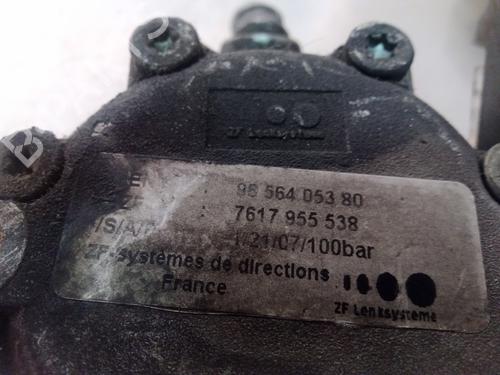 ZF Lenksysteme
96 564 053 80
7617 955 538
/S/A/ 21/07/100bar
ZF-systèmes de directions
France
ZF Lenksysteme